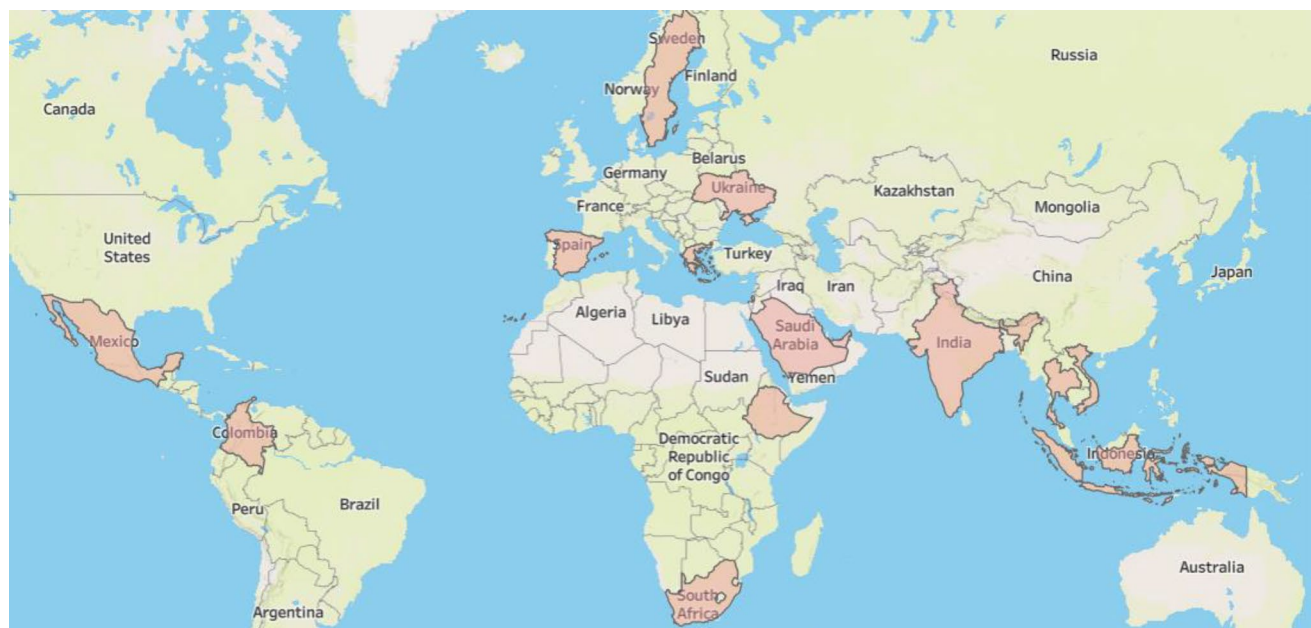 Sweden
Russia
Finland
Norway
Canada
Belarus
Germany
Ukraine
Kazakhstan
France
Mongolia
United
States
Spain
Turkey
China
Japan
Iraq
Iran
Algeria
Libya
Saudi
Arabia
Mexico
India
Sudan
Yemen
Colombia
Democratic
Republic
of Congo
Indonesia
Peru
Brazil
Australia
South
Africa
Argentina